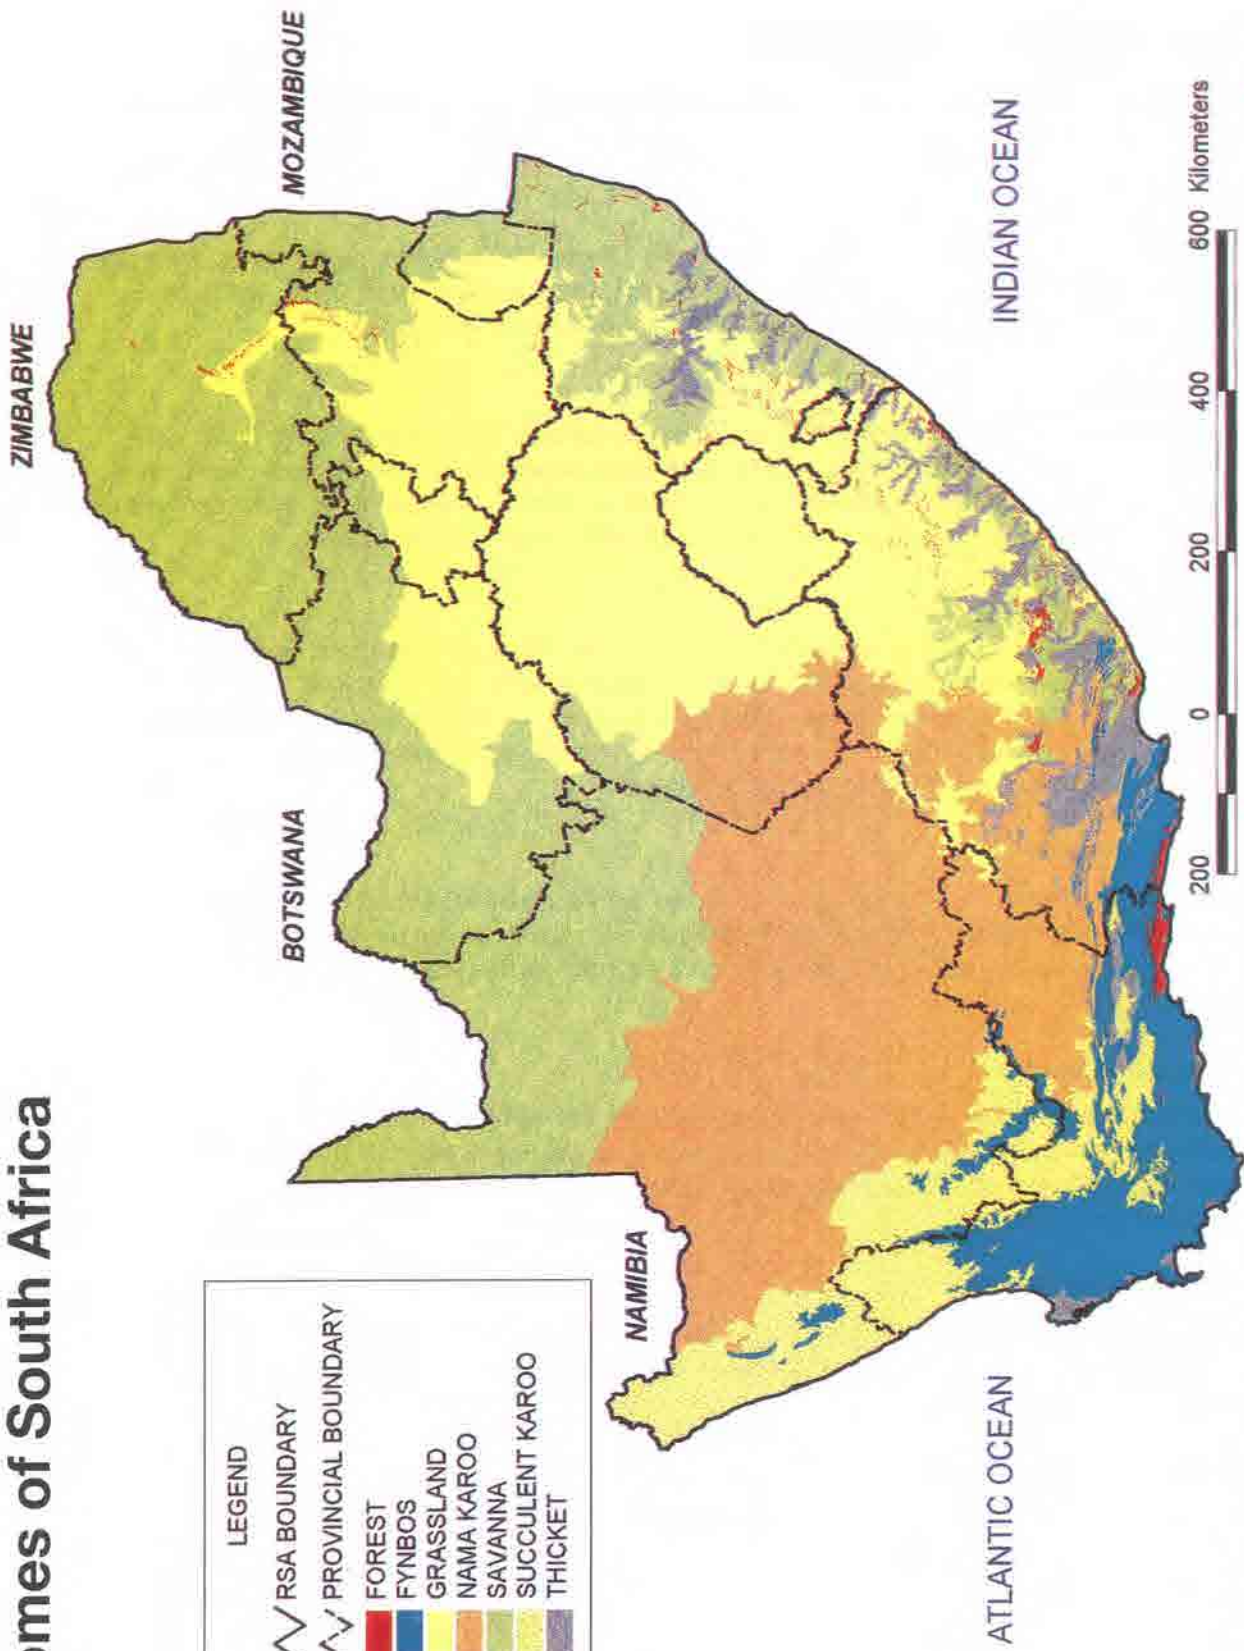 omes of South Africa
LEGEND
RSA BOUNDARY
PROVINCIAL BOUNDARY
FOREST
FYNBOS
GRASSLAND
NAMA KAROO
SAVANNA
SUCCULENT KAROO
THICKET
ZIMBABWE
MOZAMBIQUE
BOTSWANA
NAMIBIA
ATLANTIC OCEAN
INDIAN OCEAN
200 0 200 400 600 Kilometers